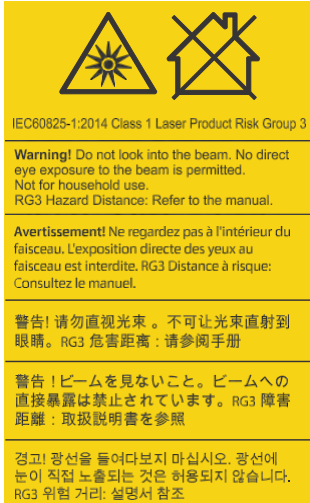 IEC60825-1:2014 Class 1 Laser Product Risk Group 3
Warning! Do not look into the beam. No direct
eye exposure to the beam is permitted.
Not for household use.
RG3 Hazard Distance: Refer to the manual.
Avertissement! Ne regardez pas à l'intérieur du
faisceau. L'exposition directe des yeux au
faisceau est interdite. RG3 Distance à risque:
Consultez le manuel.
警告! 请勿直视光束 。不可让光束直射到
眼睛。RG3 危害距离 : 请参阅手册
警告 ! ビームを見ないこと。ビームへの
直接暴露は禁止されています。RG3 障害
距離 : 取扱説明書を参照
경고! 광선을 들여다보지 마십시오. 광선에
눈이 직접 노출되는 것은 허용되지 않습니다.
RG3 위험 거리: 설명서 참조